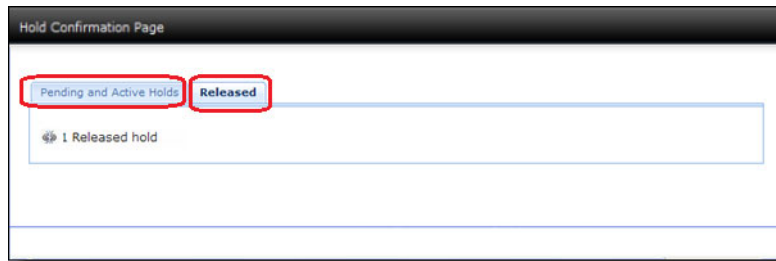 Hold Confirmation Page
Pending and Active Holds Released
1 Released hold